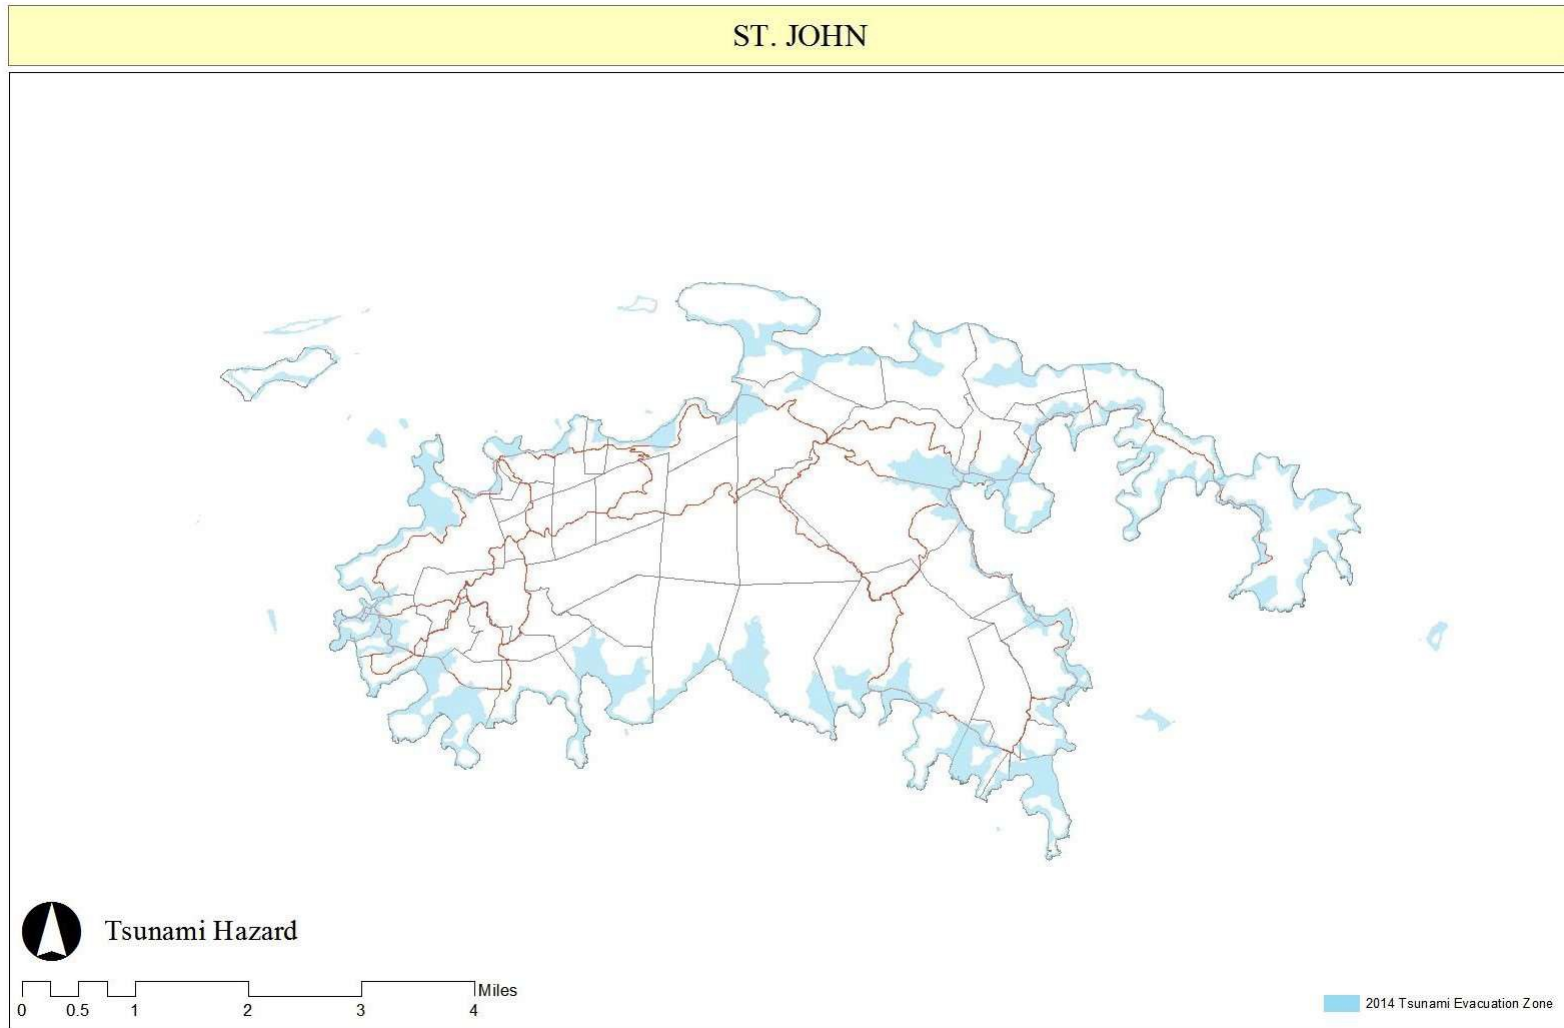 ST. JOHN
Tsunami Hazard
Miles
0 0.5 1 2 3 4
2014 Tsunami Evacuation Zone